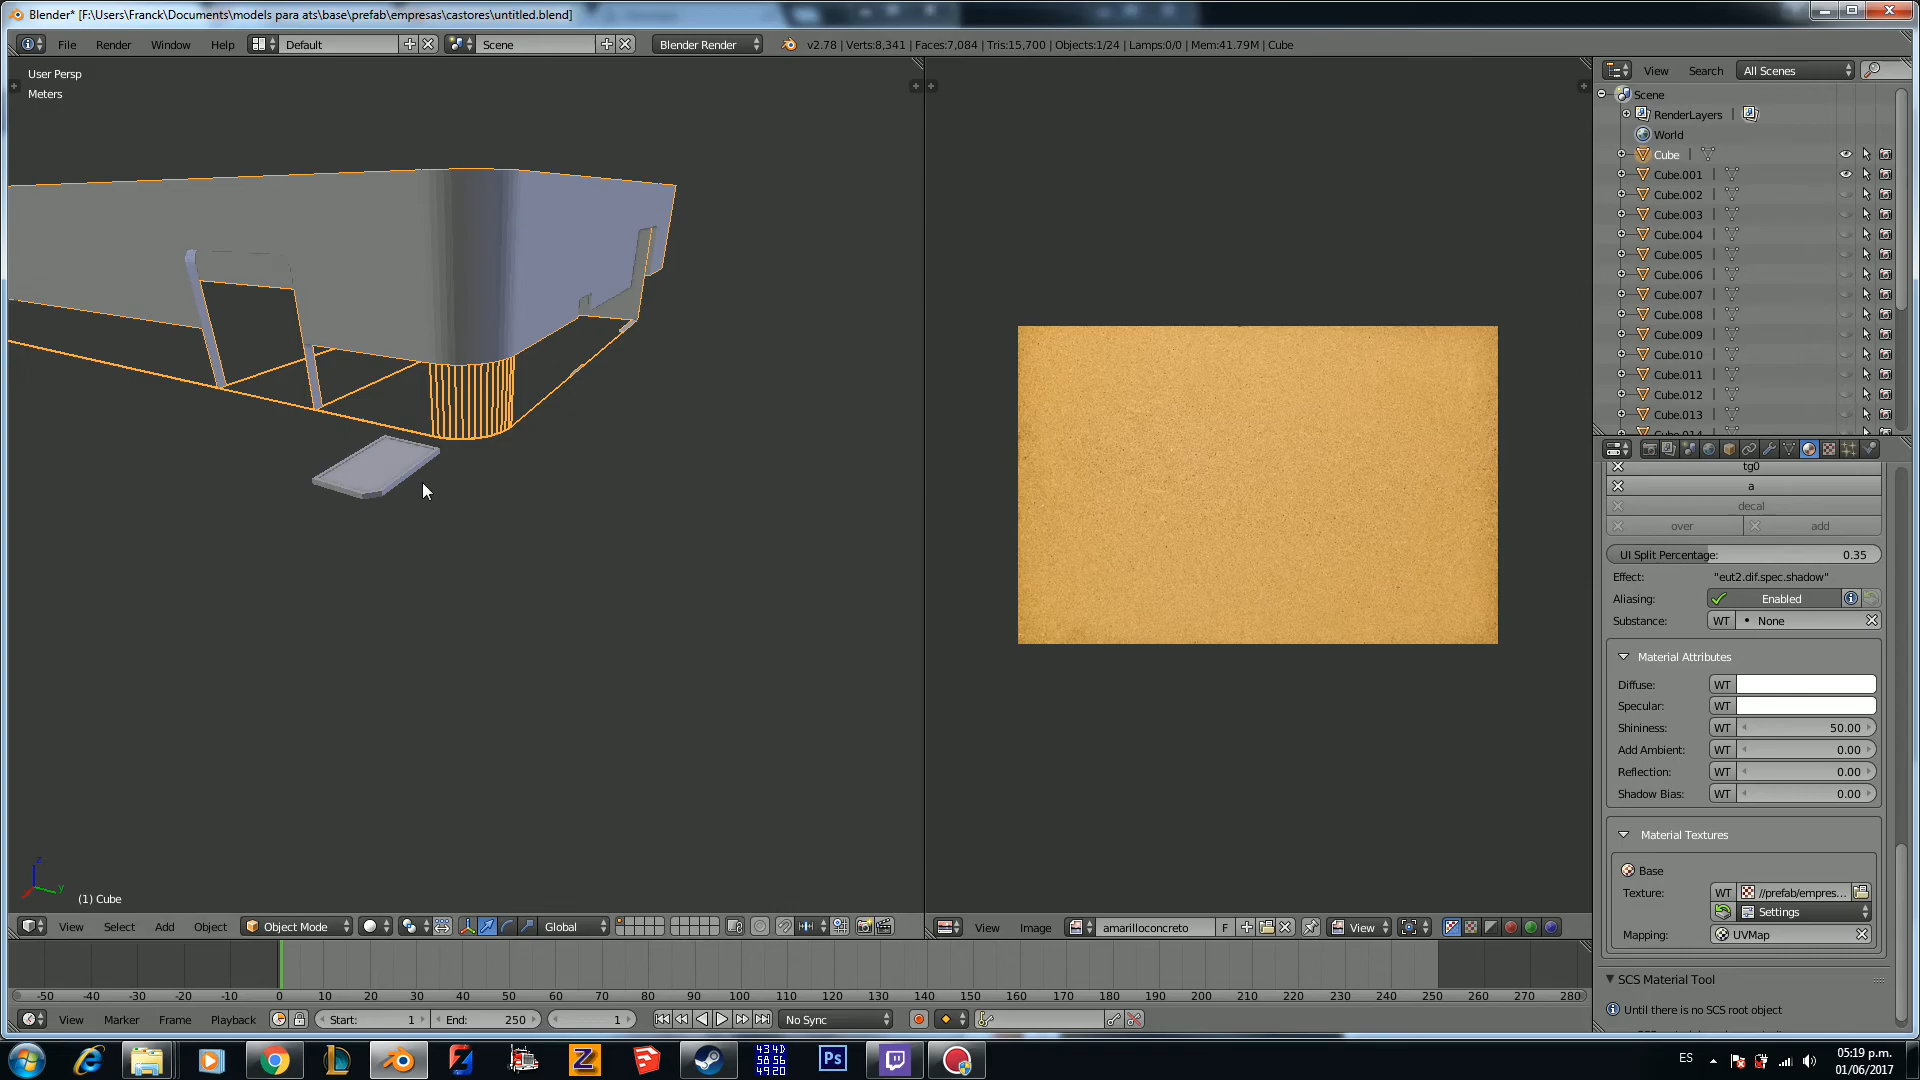 Blender* [F:\Users\Franck\Documents\models para ats\base\prefab\empresas\castores\untitled.blend]
File Render Window Help Default Scene Blender Render v2.78 | Verts:8,341 | Faces:7,084 | Tris:15,700 | Objects:1/24 | Lamps:0/0 | Mem:41.79M | Cube
User Persp
Meters
View Search All Scenes
Scene
RenderLayers
World
Cube
Cube.001
Cube.002
Cube.003
Cube.004
Cube.005
Cube.006
Cube.007
Cube.008
Cube.009
Cube.010
Cube.011
Cube.012
Cube.013
tg0
a
decal
over add
UI Split Percentage: 0.35
Effect: "eut2.dif.spec.shadow"
Aliasing: Enabled
Substance: WT None
Material Attributes
Diffuse: WT
Specular: WT
Shininess: WT 50.00
Add Ambient: WT 0.00
Reflection: WT 0.00
Shadow Bias: WT 0.00
Material Textures
Base
Texture: WT //prefab/empres...
Settings
Mapping: UVMap
SCS Material Tool
Until there is no SCS root object
(1) Cube
View Select Add Object Object Mode Global
View Image amarilloconcreto F View
-50 -40 -30 -20 -10 0 10 20 30 40 50 60 70 80 90 100 110 120 130 140 150 160 170 180 190 200 210 220 230 240 250 260 270 280
View Marker Frame Playback Start: 1 End: 250 1 No Sync
ES
05:19 p.m.
01/06/2017
434D
5856
4920
Ps